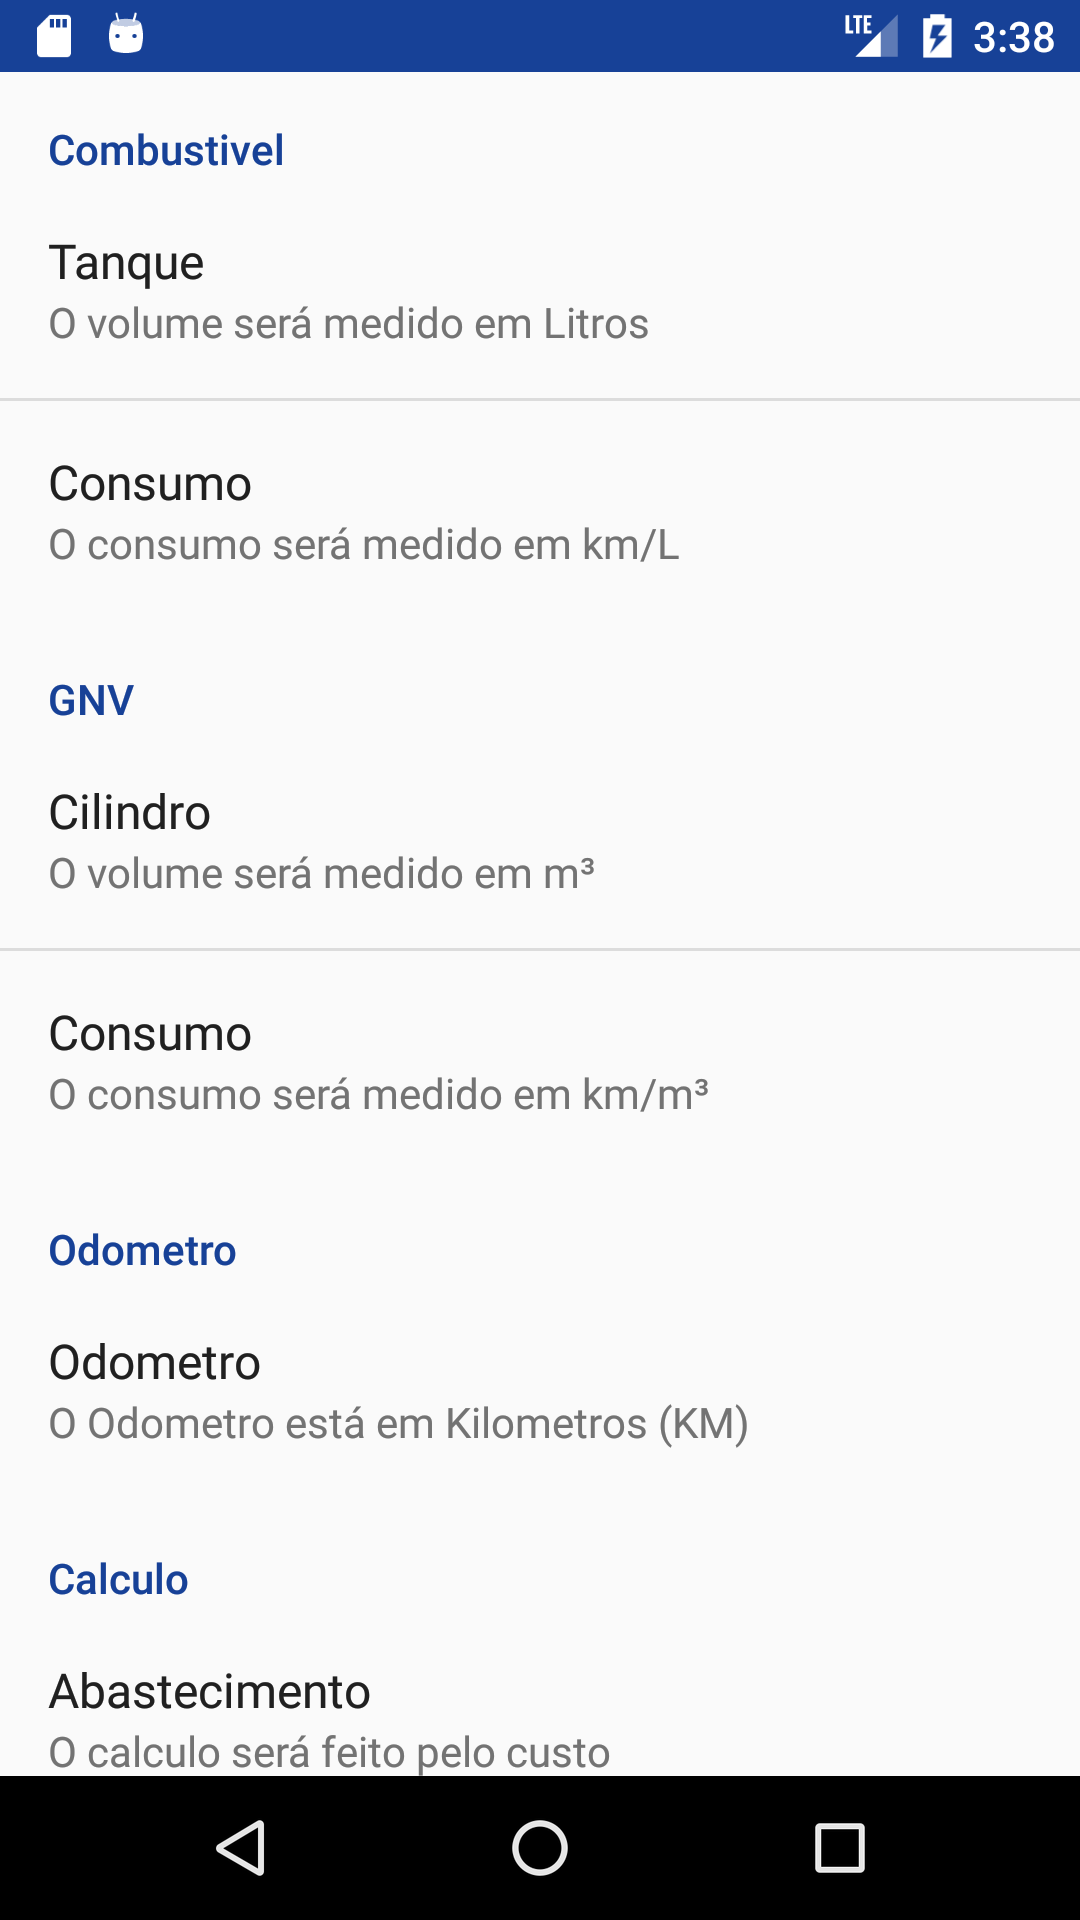 LTE 3:38
Combustivel
Tanque
O volume será medido em Litros
Consumo
O consumo será medido em km/L
GNV
Cilindro
O volume será medido em m³
Consumo
O consumo será medido em km/m³
Odometro
Odometro
O Odometro está em Kilometros (KM)
Calculo
Abastecimento
O calculo será feito pelo custo